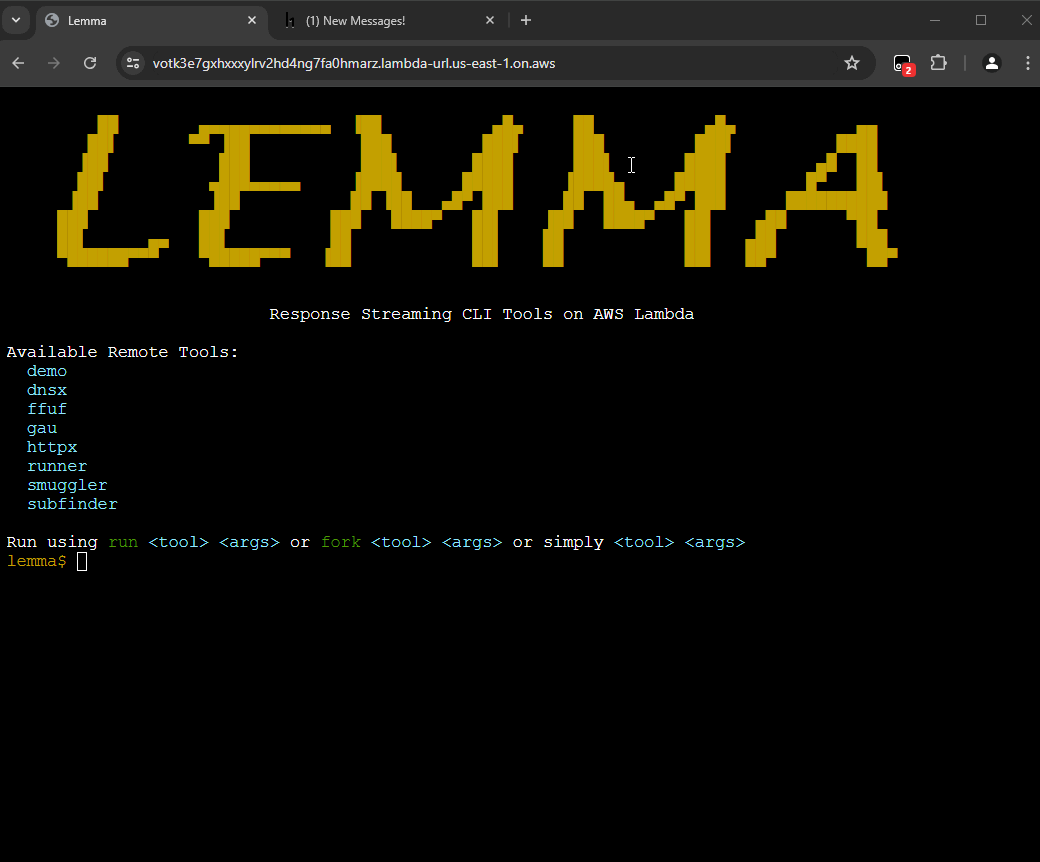 Lemma
(1) New Messages!
votk3e7gxhxxxylrv2hd4ng7fa0hmarz.lambda-url.us-east-1.on.aws
2
LEMMA
Response Streaming CLI Tools on AWS Lambda
Available Remote Tools:
demo
dnsx
ffuf
gau
httpx
runner
smuggler
subfinder
Run using run <tool> <args> or fork <tool> <args> or simply <tool> <args>
lemma$